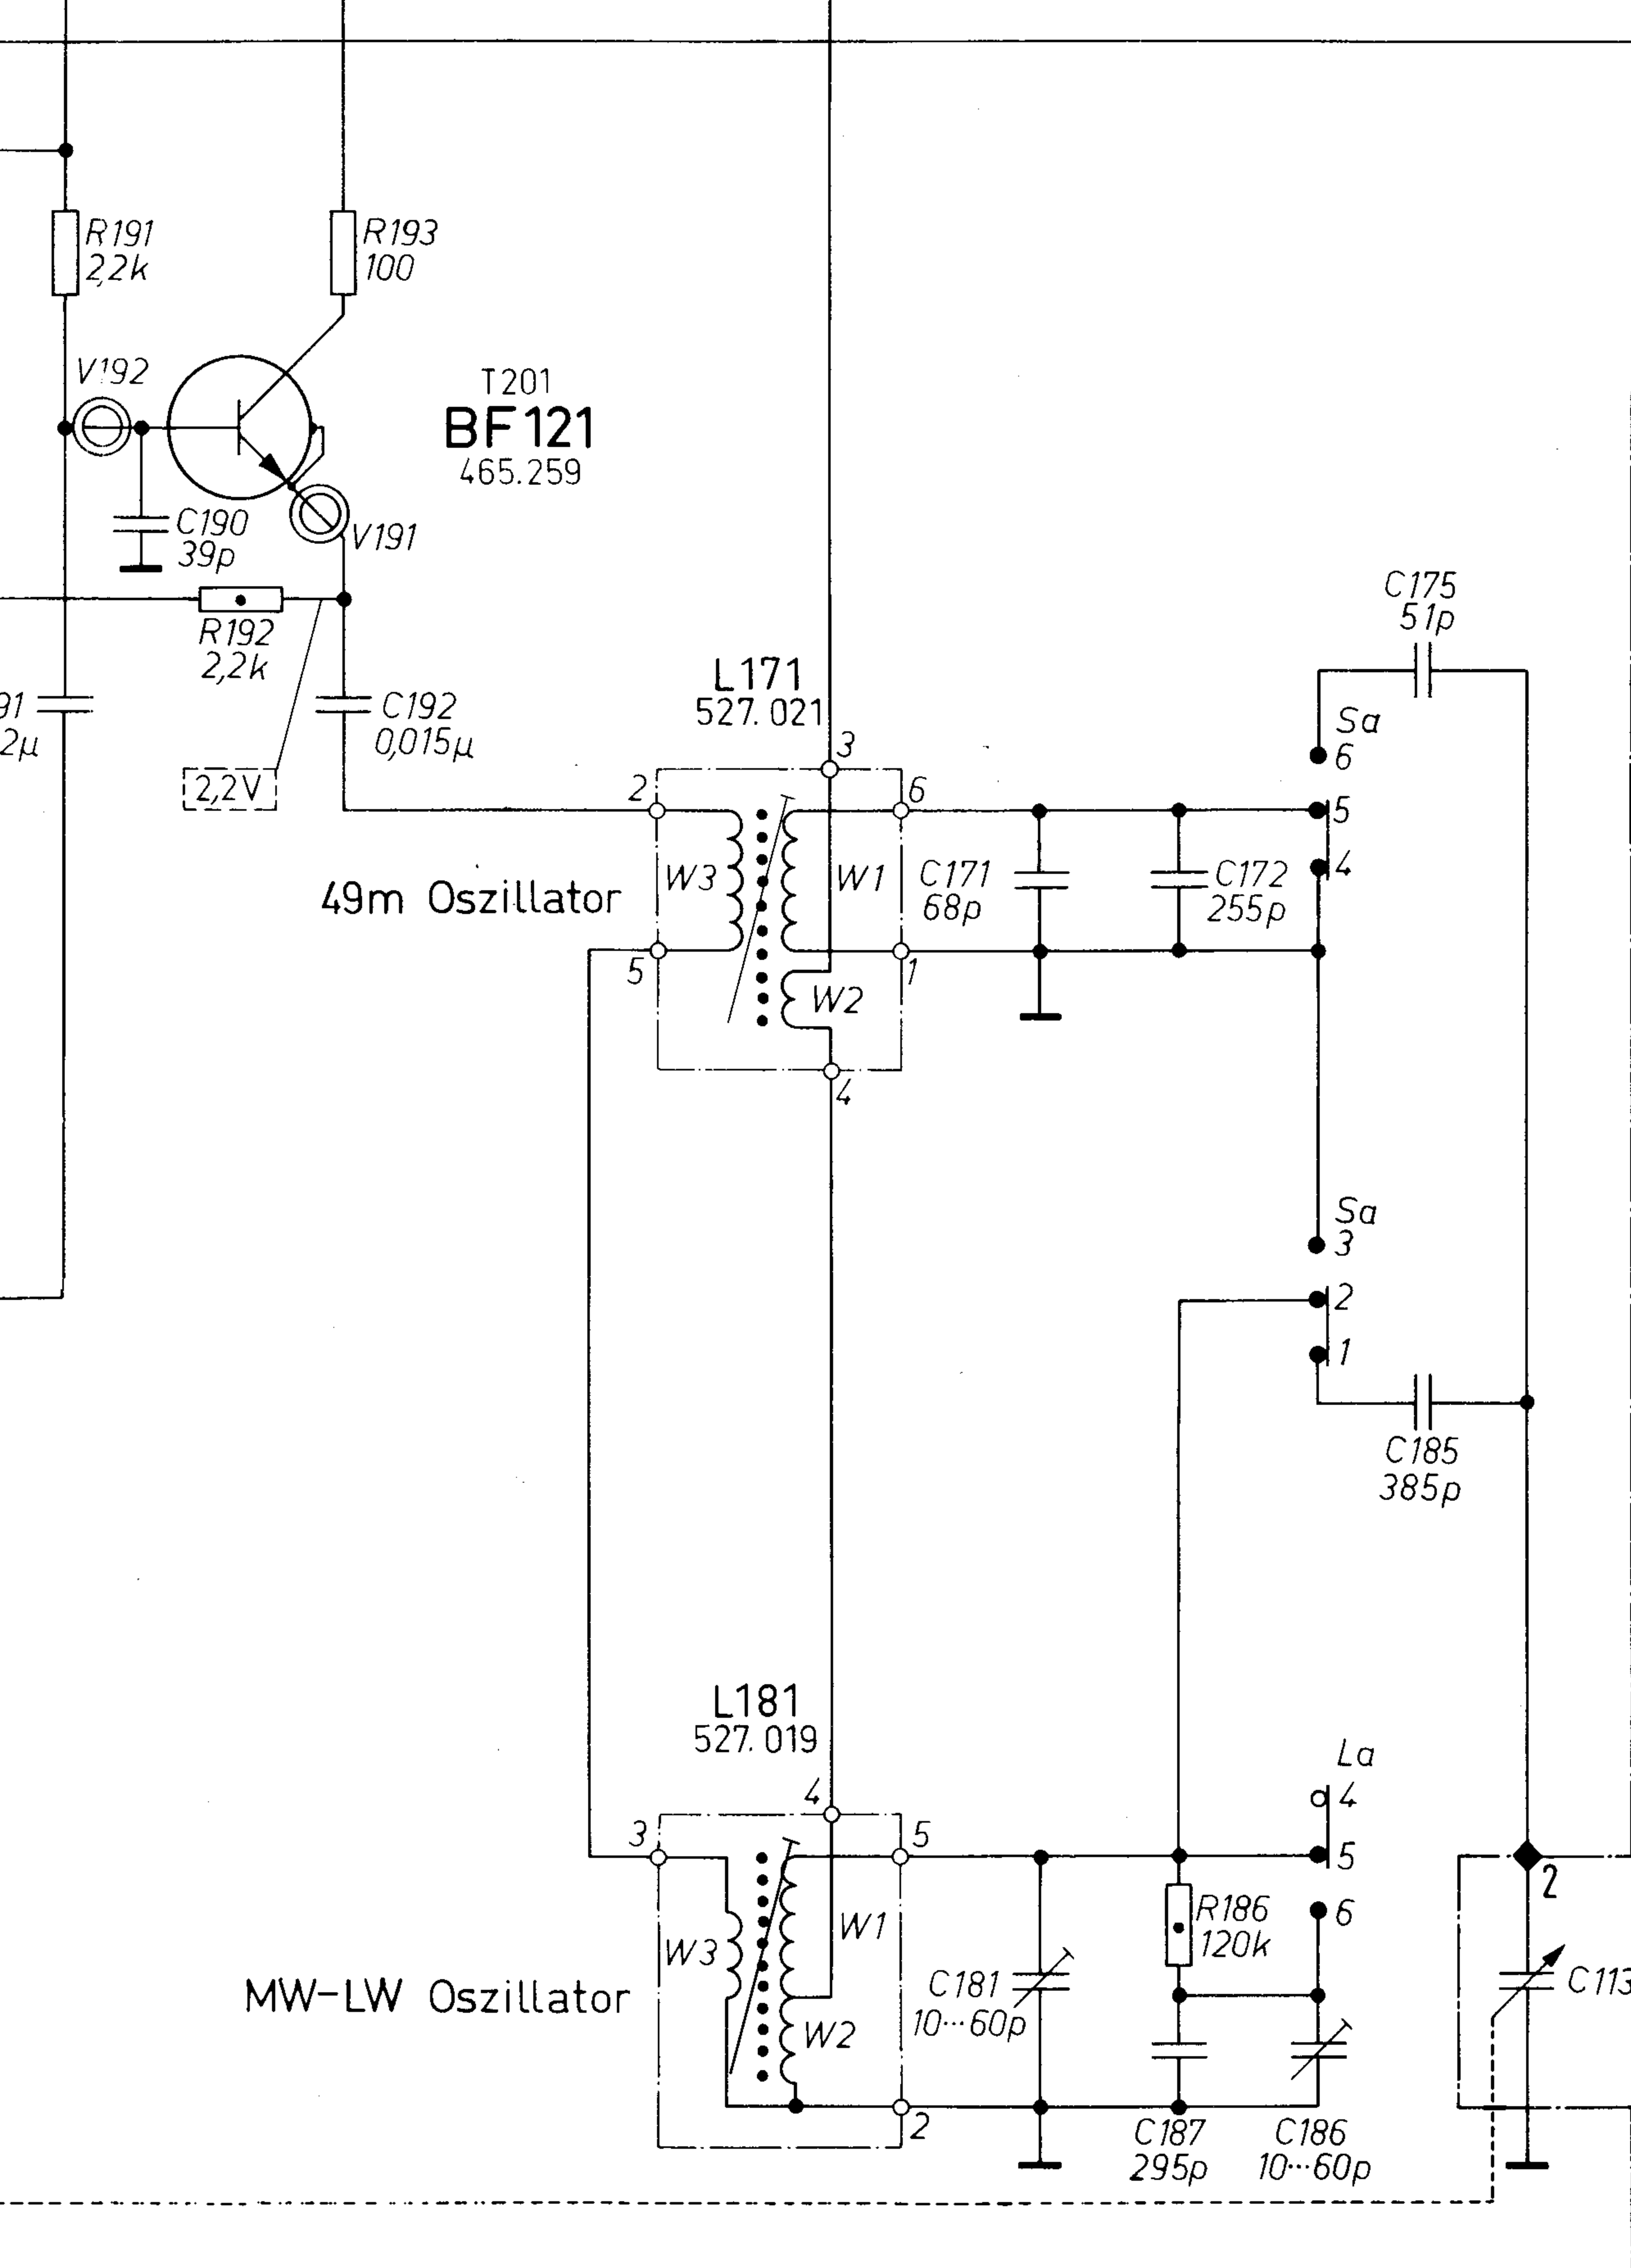 R191
2,2k
R193
100
V192
T201
BF121
465.259
C190
39p
V191
R192
2,2k
2,2V
C192
0,015µ
91
2µ
L171
527.021
3
2
6
W3
W1
5
1
W2
4
49m Oszillator
C171
68p
C172
255p
C175
51p
Sa
6
5
4
Sa
3
2
1
C185
385p
L181
527.019
4
3
5
W3
W1
W2
2
MW-LW Oszillator
C181
10...60p
R186
120k
La
4
5
6
C187
295p
C186
10...60p
2
C113